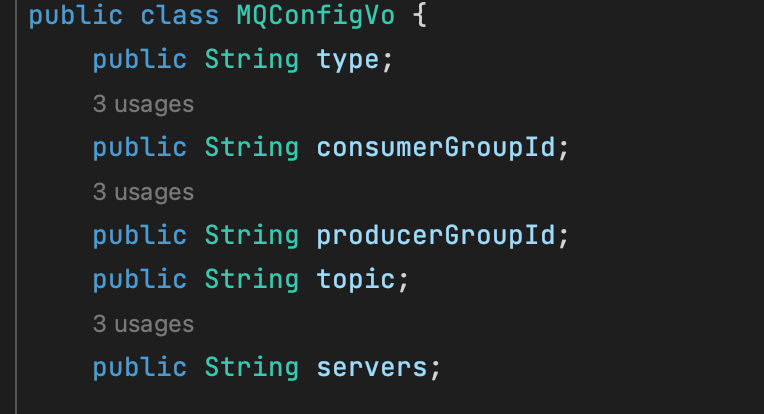 public class MQConfigVo {
public String type;
3 usages
public String consumerGroupId;
3 usages
public String producerGroupId;
public String topic;
3 usages
public String servers;